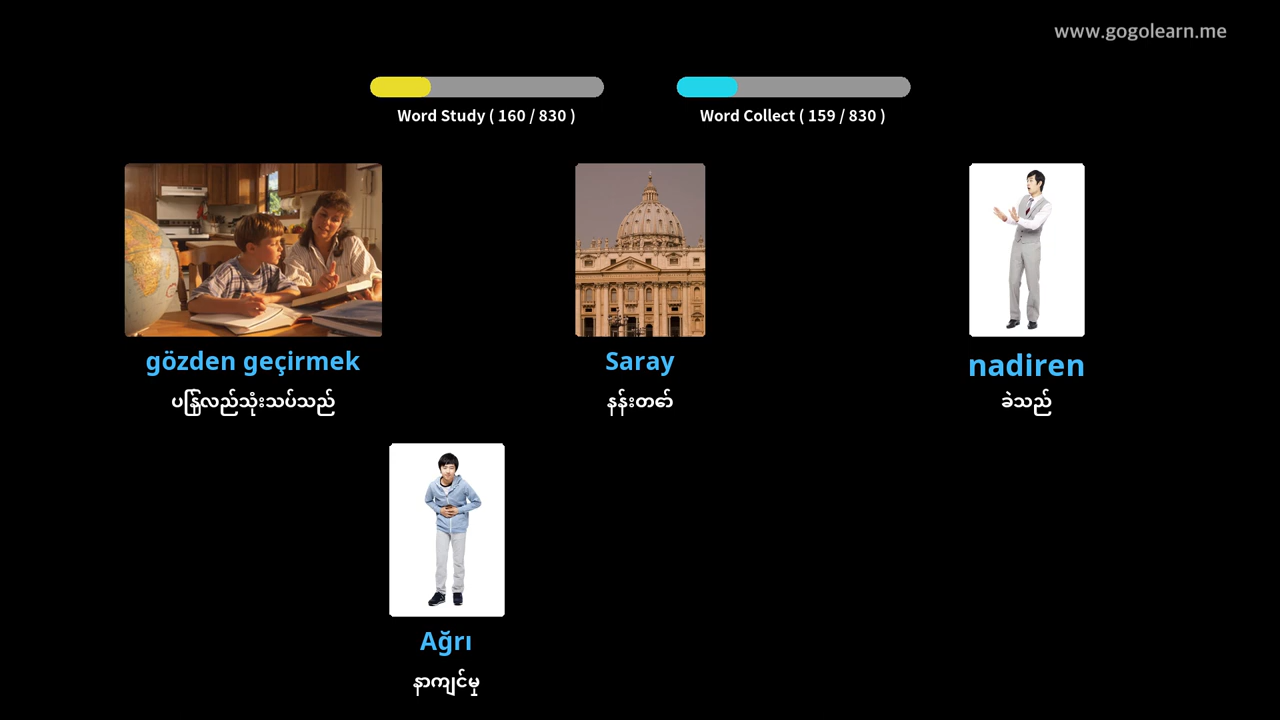 www.gogolearn.me
Word Study ( 160 / 830 )
Word Collect ( 159 / 830 )
gözden geçirmek
ပြန်လည်သုံးသပ်သည်
Saray
နန်းတော်
nadiren
ခဲသည်
Ağrı
နာကျင်မှု